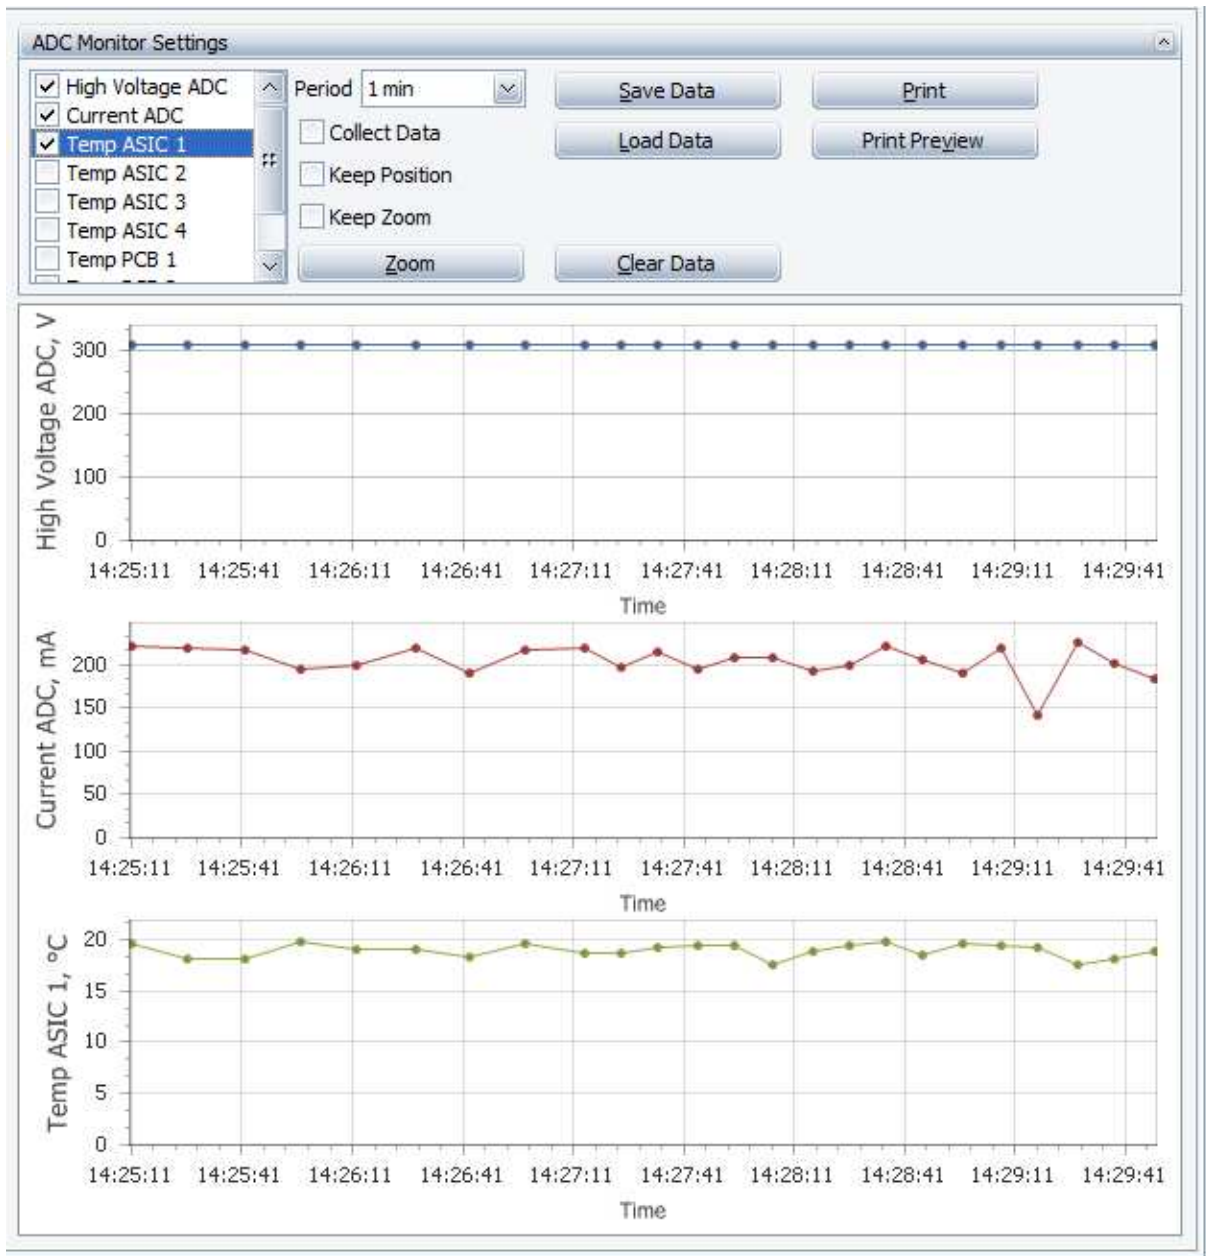 ADC Monitor Settings
High Voltage ADC
Current ADC
Temp ASIC 1
Temp ASIC 2
Temp ASIC 3
Temp ASIC 4
Temp PCB 1
Period 1 min
Collect Data
Keep Position
Keep Zoom
Zoom
Save Data
Load Data
Clear Data
Print
Print Preview
High Voltage ADC, V
300
200
100
0
14:25:11 14:25:41 14:26:11 14:26:41 14:27:11 14:27:41 14:28:11 14:28:41 14:29:11 14:29:41
Time
Current ADC, mA
200
150
100
50
0
14:25:11 14:25:41 14:26:11 14:26:41 14:27:11 14:27:41 14:28:11 14:28:41 14:29:11 14:29:41
Time
Temp ASIC 1, °C
20
15
10
5
0
14:25:11 14:25:41 14:26:11 14:26:41 14:27:11 14:27:41 14:28:11 14:28:41 14:29:11 14:29:41
Time